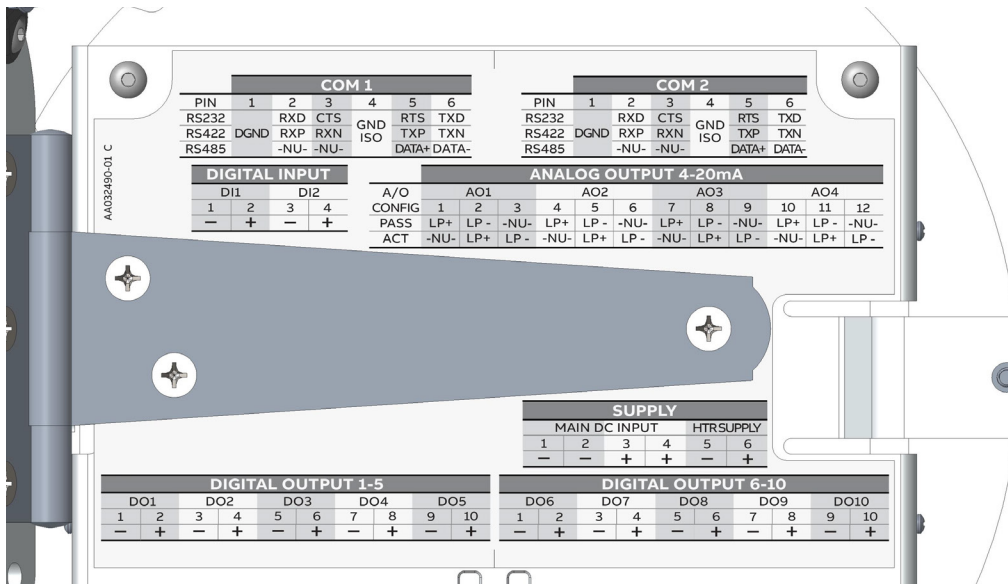 COM 1
PIN 1 2 3 4 5 6
RS232 RXD CTS GND ISO RTS TXD
RS422 DGND RXP RXN TXP TXN
RS485 -NU- -NU- DATA+ DATA-
COM 2
PIN 1 2 3 4 5 6
RS232 RXD CTS GND ISO RTS TXD
RS422 DGND RXP RXN TXP TXN
RS485 -NU- -NU- DATA+ DATA-
AA032490-01 C
DIGITAL INPUT
DI1 DI2
1 2 3 4
− + − +
ANALOG OUTPUT 4-20mA
A/O AO1 AO2 AO3 AO4
CONFIG 1 2 3 4 5 6 7 8 9 10 11 12
PASS LP+ LP - -NU- LP+ LP - -NU- LP+ LP - -NU- LP+ LP - -NU-
ACT -NU- LP+ LP - -NU- LP+ LP - -NU- LP+ LP - -NU- LP+ LP -
SUPPLY
MAIN DC INPUT HTR SUPPLY
1 2 3 4 5 6
− − + + − +
DIGITAL OUTPUT 1-5
DO1 DO2 DO3 DO4 DO5
1 2 3 4 5 6 7 8 9 10
− + − + − + − + − +
DIGITAL OUTPUT 6-10
DO6 DO7 DO8 DO9 DO10
1 2 3 4 5 6 7 8 9 10
− + − + − + − + − +